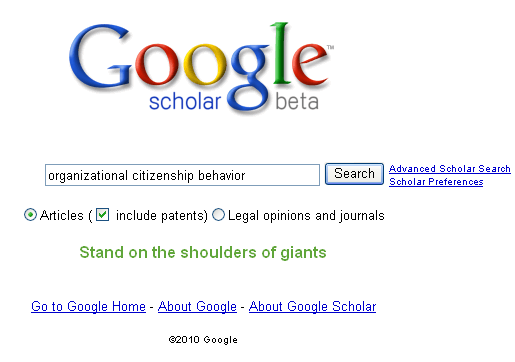 Google™
scholar beta
organizational citizenship behavior Search Advanced Scholar Search
Scholar Preferences
Articles ( include patents) Legal opinions and journals
Stand on the shoulders of giants
Go to Google Home - About Google - About Google Scholar
©2010 Google